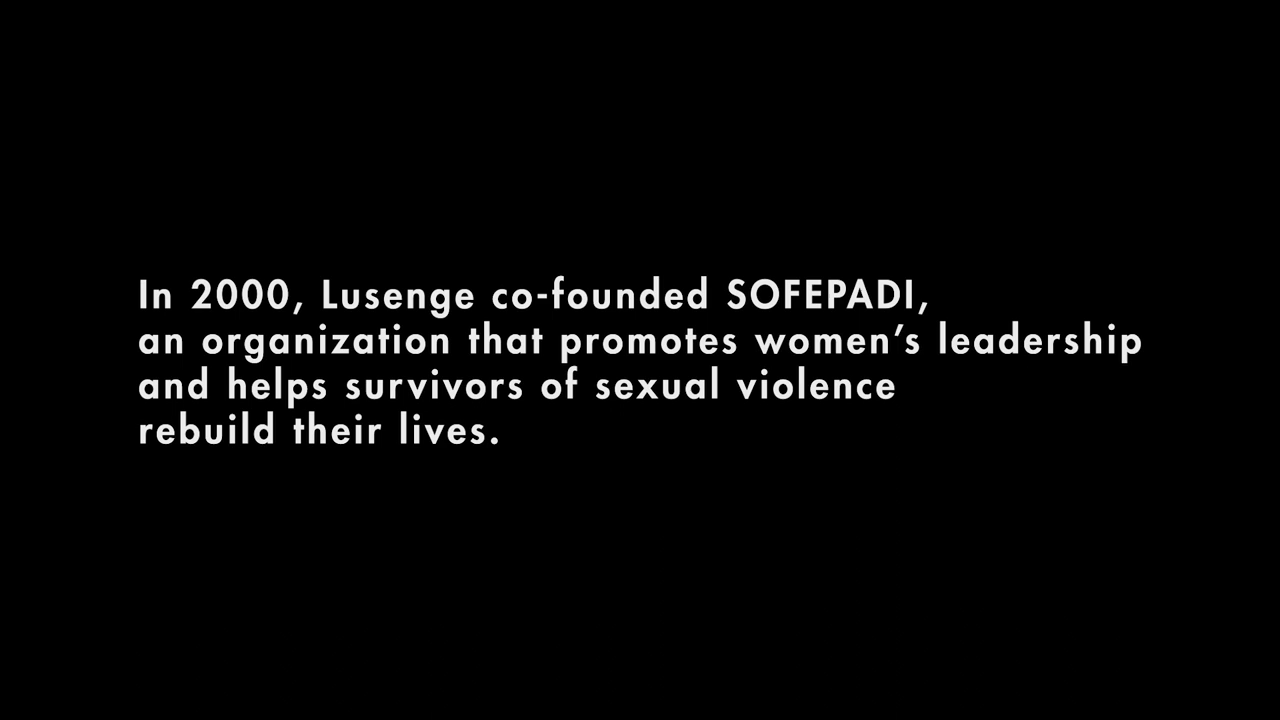 In 2000, Lusenge co-founded SOFEPADI,
an organization that promotes women’s leadership
and helps survivors of sexual violence
rebuild their lives.